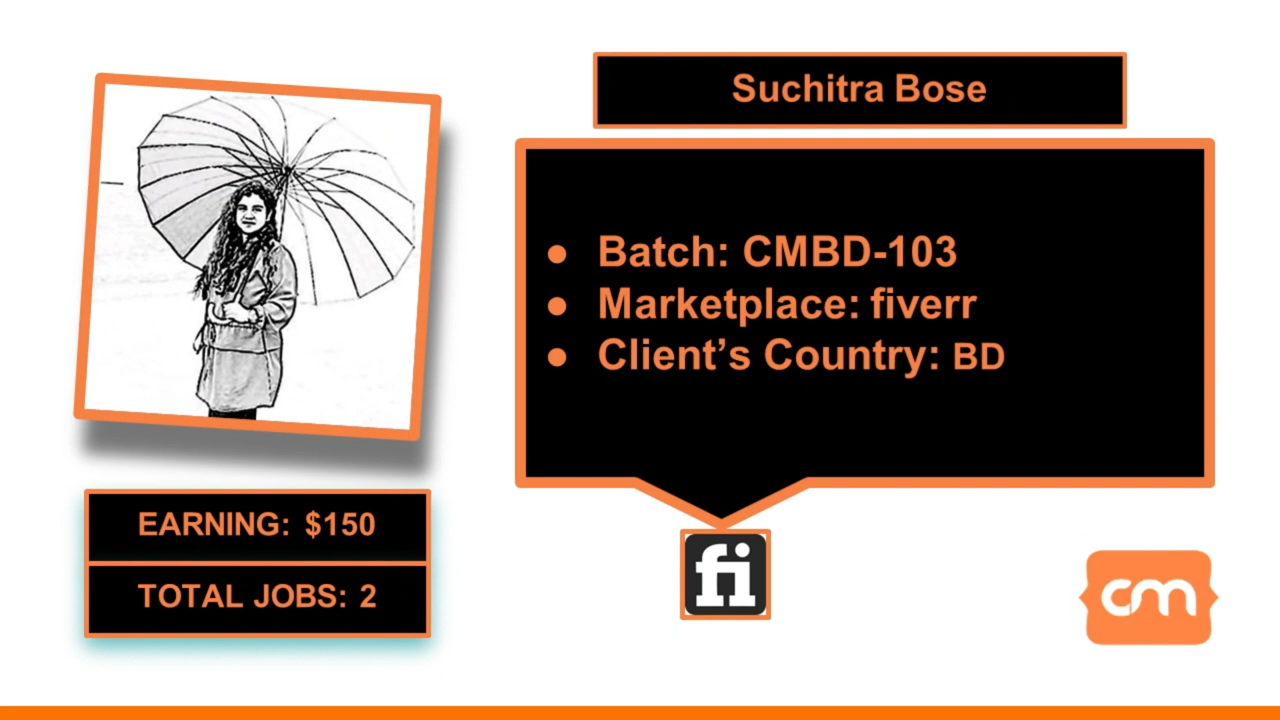 Suchitra Bose
● Batch: CMBD-103
● Marketplace: fiverr
● Client’s Country: BD
EARNING: $150
TOTAL JOBS: 2
fi
cm